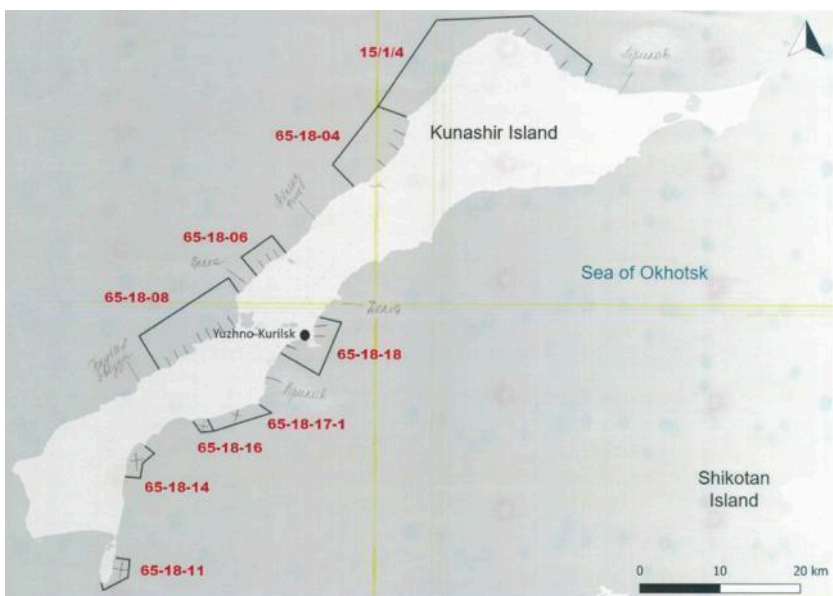 15/1/4
65-18-04
Kunashir Island
65-18-06
Sea of Okhotsk
65-18-08
Yuzhno-Kurilsk
65-18-18
65-18-17-1
65-18-16
65-18-14
Shikotan
Island
65-18-11
0 10 20 km